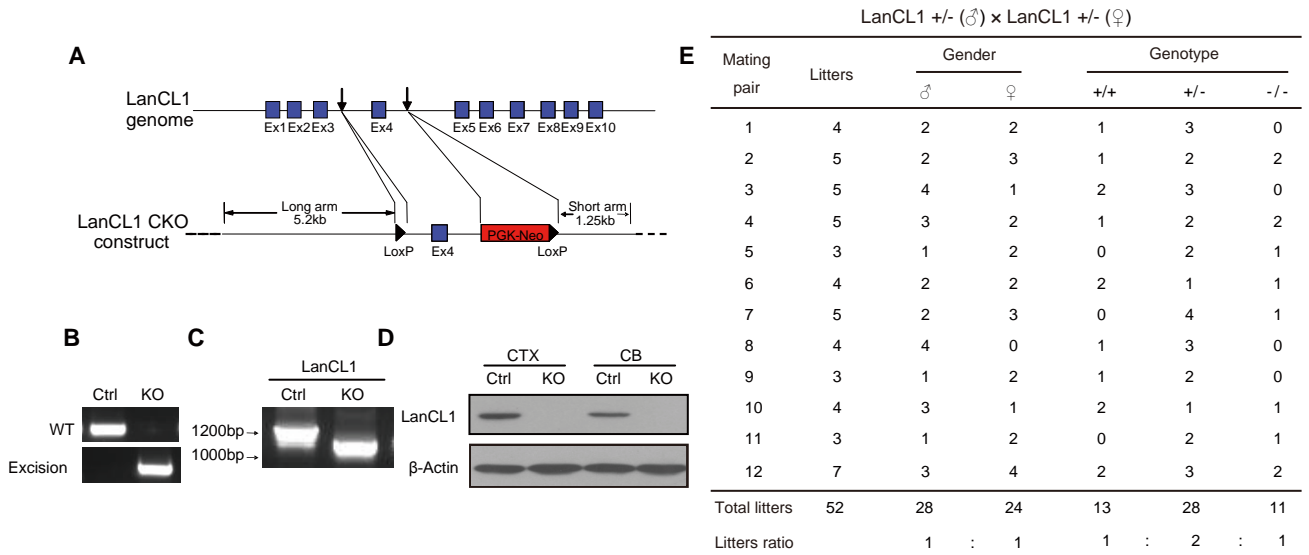 A
LanCL1 genome
Ex1 Ex2 Ex3 Ex4 Ex5 Ex6 Ex7 Ex8 Ex9 Ex10
LanCL1 CKO construct
Long arm
5.2kb
Short arm
1.25kb
PGK-Neo
LoxP Ex4 LoxP
B
Ctrl KO
WT
Excision
C
LanCL1
Ctrl KO
1200bp
1000bp
D
CTX CB
Ctrl KO Ctrl KO
LanCL1
β-Actin
E
LanCL1 +/- (♂) × LanCL1 +/- (♀)
Mating pair Litters Gender Genotype
♂ ♀ +/+ +/- -/-
1 4 2 2 1 3 0
2 5 2 3 1 2 2
3 5 4 1 2 3 0
4 5 3 2 1 2 2
5 3 1 2 0 2 1
6 4 2 2 2 1 1
7 5 2 3 0 4 1
8 4 4 0 1 3 0
9 3 1 2 1 2 0
10 4 3 1 2 1 1
11 3 1 2 0 2 1
12 7 3 4 2 3 2
Total litters 52 28 24 13 28 11
Litters ratio 1 : 1 1 : 2 : 1